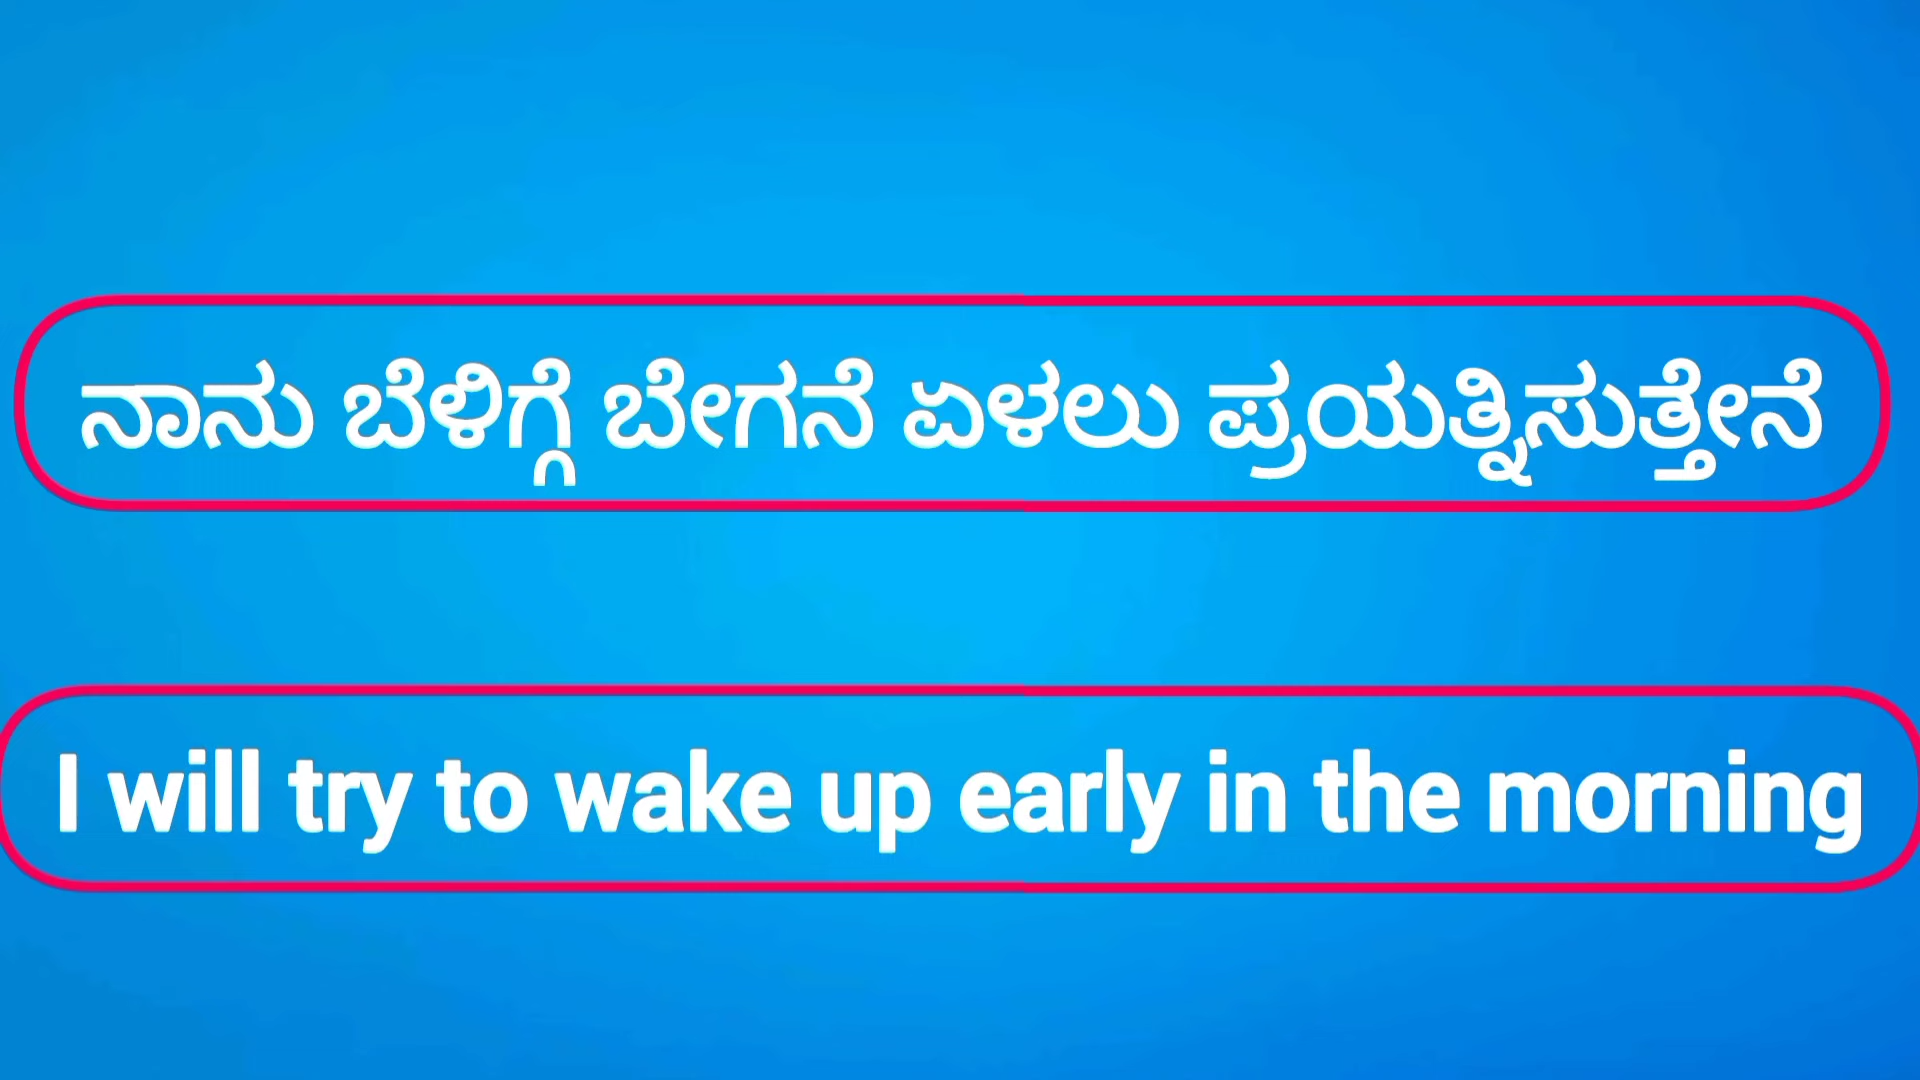 ನಾನು ಬೆಳಿಗ್ಗೆ ಬೇಗನೆ ಏಳಲು ಪ್ರಯತ್ನಿಸುತ್ತೇನೆ
I will try to wake up early in the morning